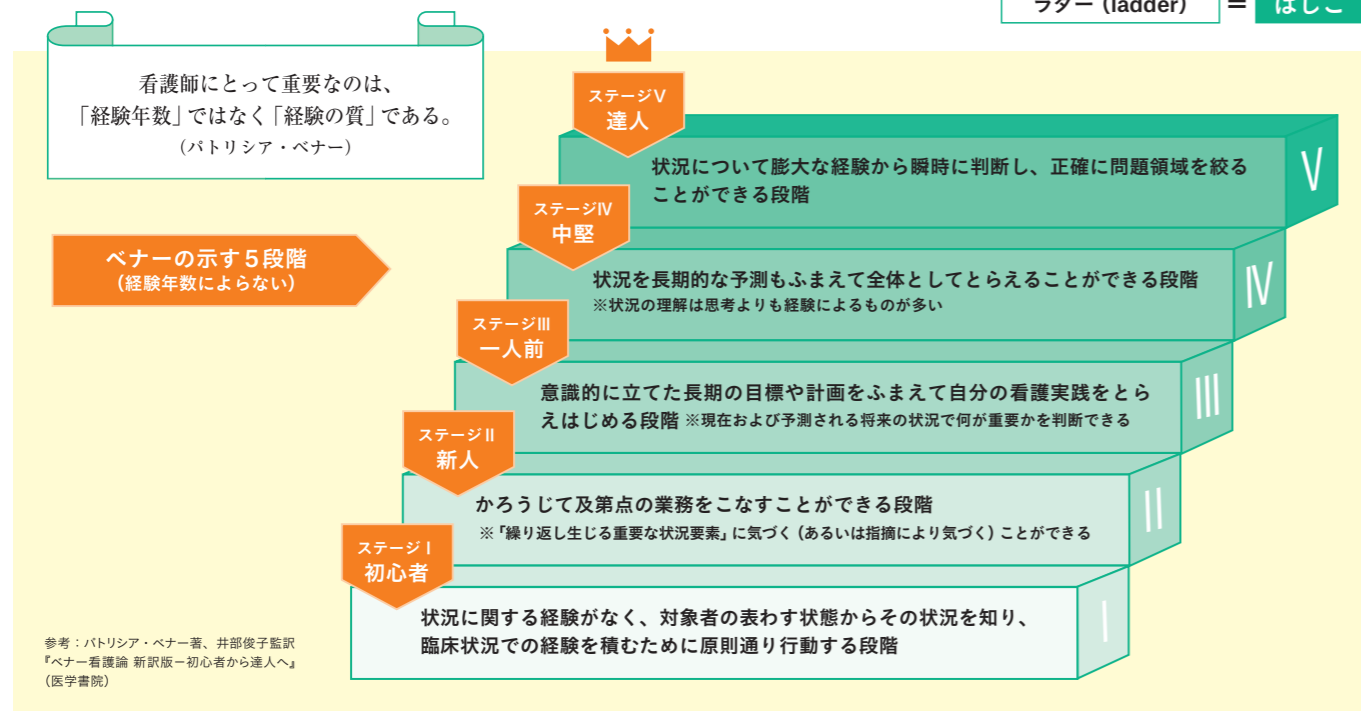 ラダー（ladder）
＝
はしご
看護師にとって重要なのは、
「経験年数」ではなく「経験の質」である。
（パトリシア・ベナー）
ベナーの示す5段階
（経験年数によらない）
ステージⅤ
達人
状況について膨大な経験から瞬時に判断し、正確に問題領域を絞る
ことができる段階
Ⅴ
ステージⅣ
中堅
状況を長期的な予測もふまえて全体としてとらえることができる段階
※状況の理解は思考よりも経験によるものが多い
Ⅳ
ステージⅢ
一人前
意識的に立てた長期の目標や計画をふまえて自分の看護実践をとら
えはじめる段階 ※現在および予測される将来の状況で何が重要かを判断できる
Ⅲ
ステージⅡ
新人
かろうじて及第点の業務をこなすことができる段階
※「繰り返し生じる重要な状況要素」に気づく（あるいは指摘により気づく）ことができる
Ⅱ
ステージⅠ
初心者
状況に関する経験がなく、対象者の表わす状態からその状況を知り、
臨床状況での経験を積むために原則通り行動する段階
Ⅰ
参考：パトリシア・ベナー著、井部俊子監訳
『ベナー看護論 新訳版－初心者から達人へ』
（医学書院）